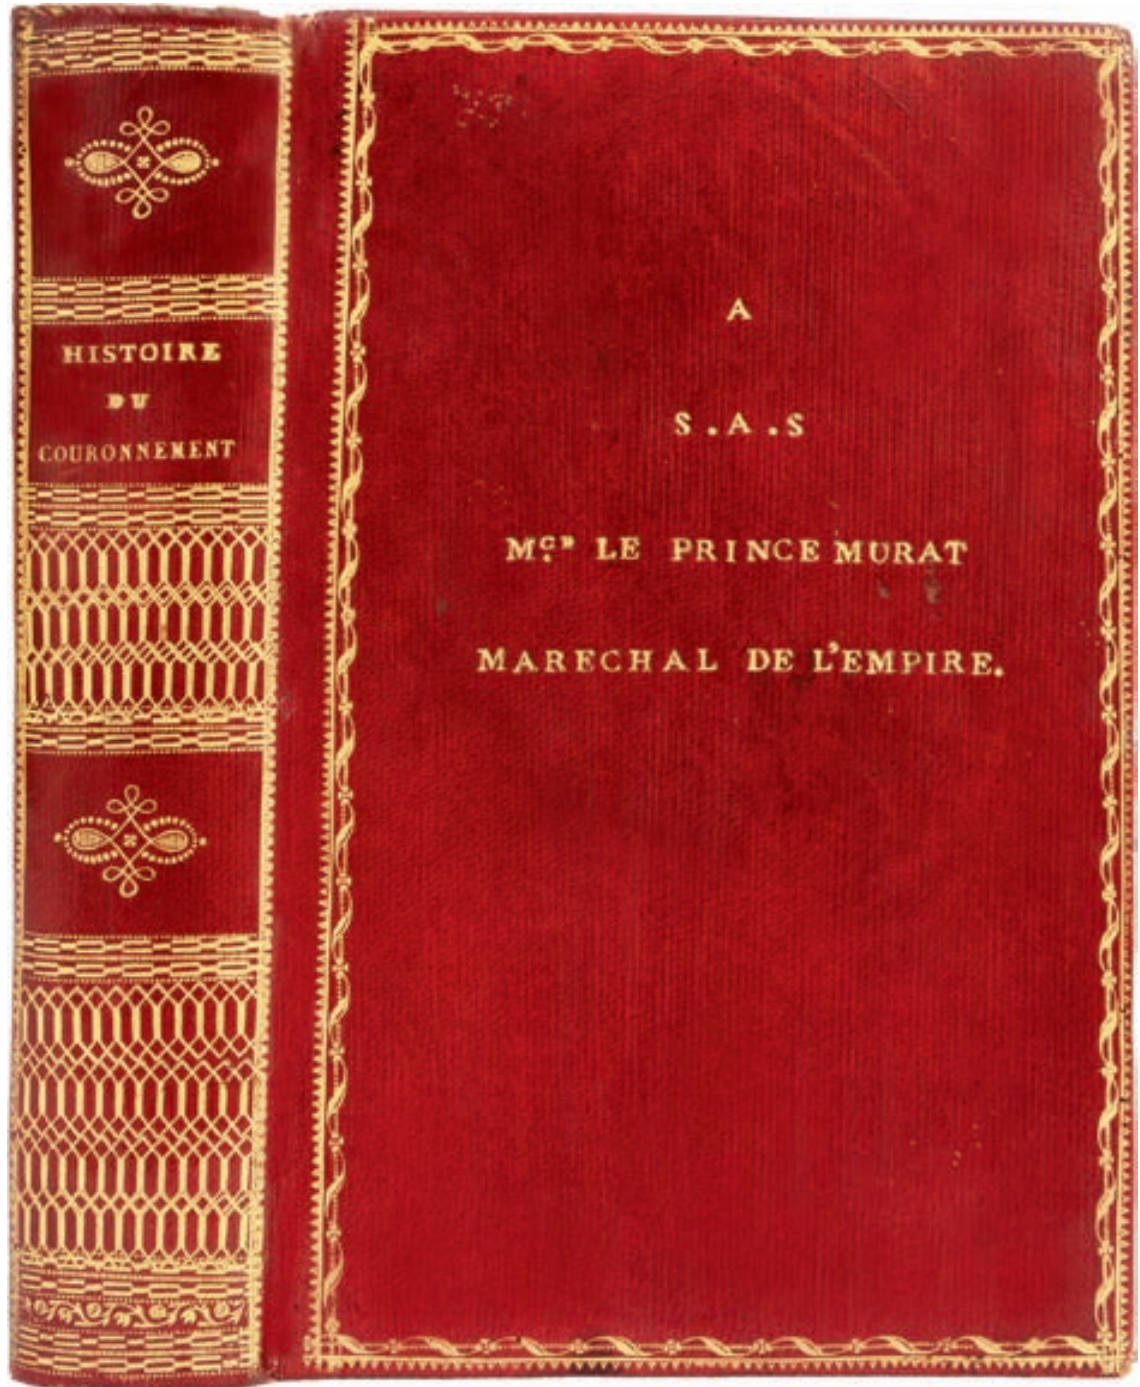 HISTOIRE
DU
COURONNEMENT
A
S.A.S
MGR LE PRINCE MURAT
MARECHAL DE L'EMPIRE.